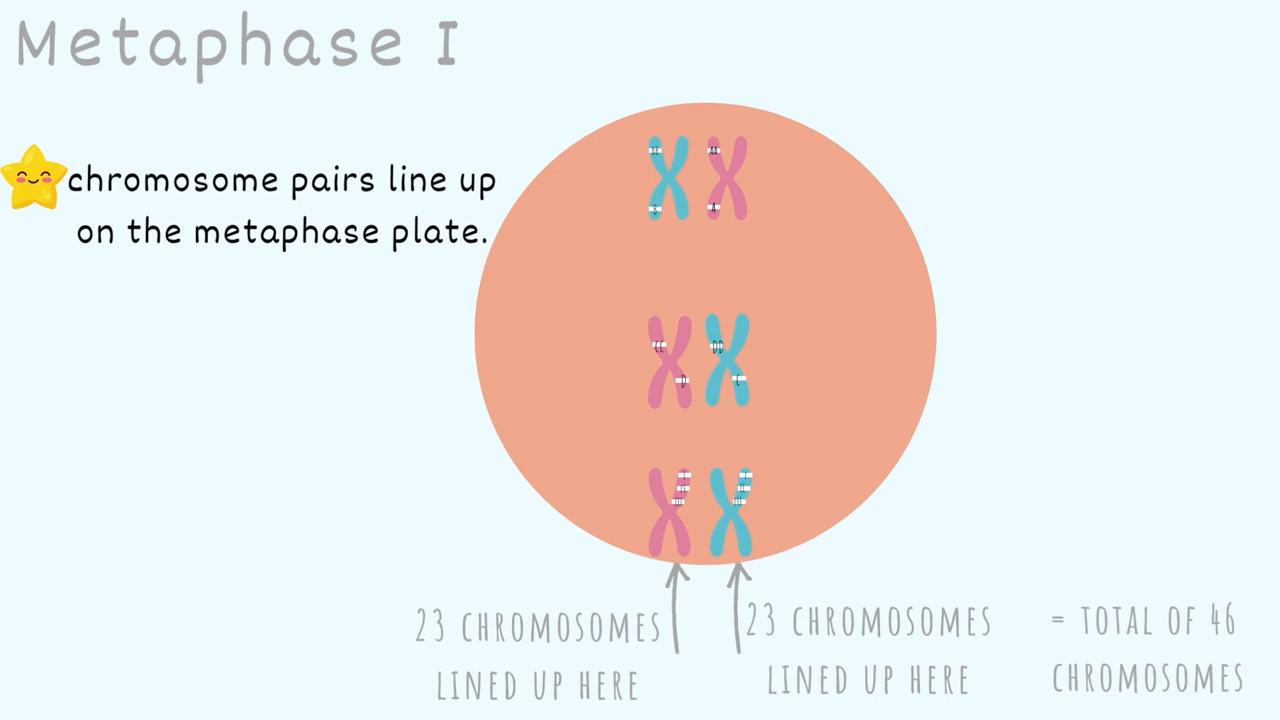 Metaphase I
chromosome pairs line up
on the metaphase plate.
23 CHROMOSOMES
LINED UP HERE
23 CHROMOSOMES
LINED UP HERE
= TOTAL OF 46
CHROMOSOMES